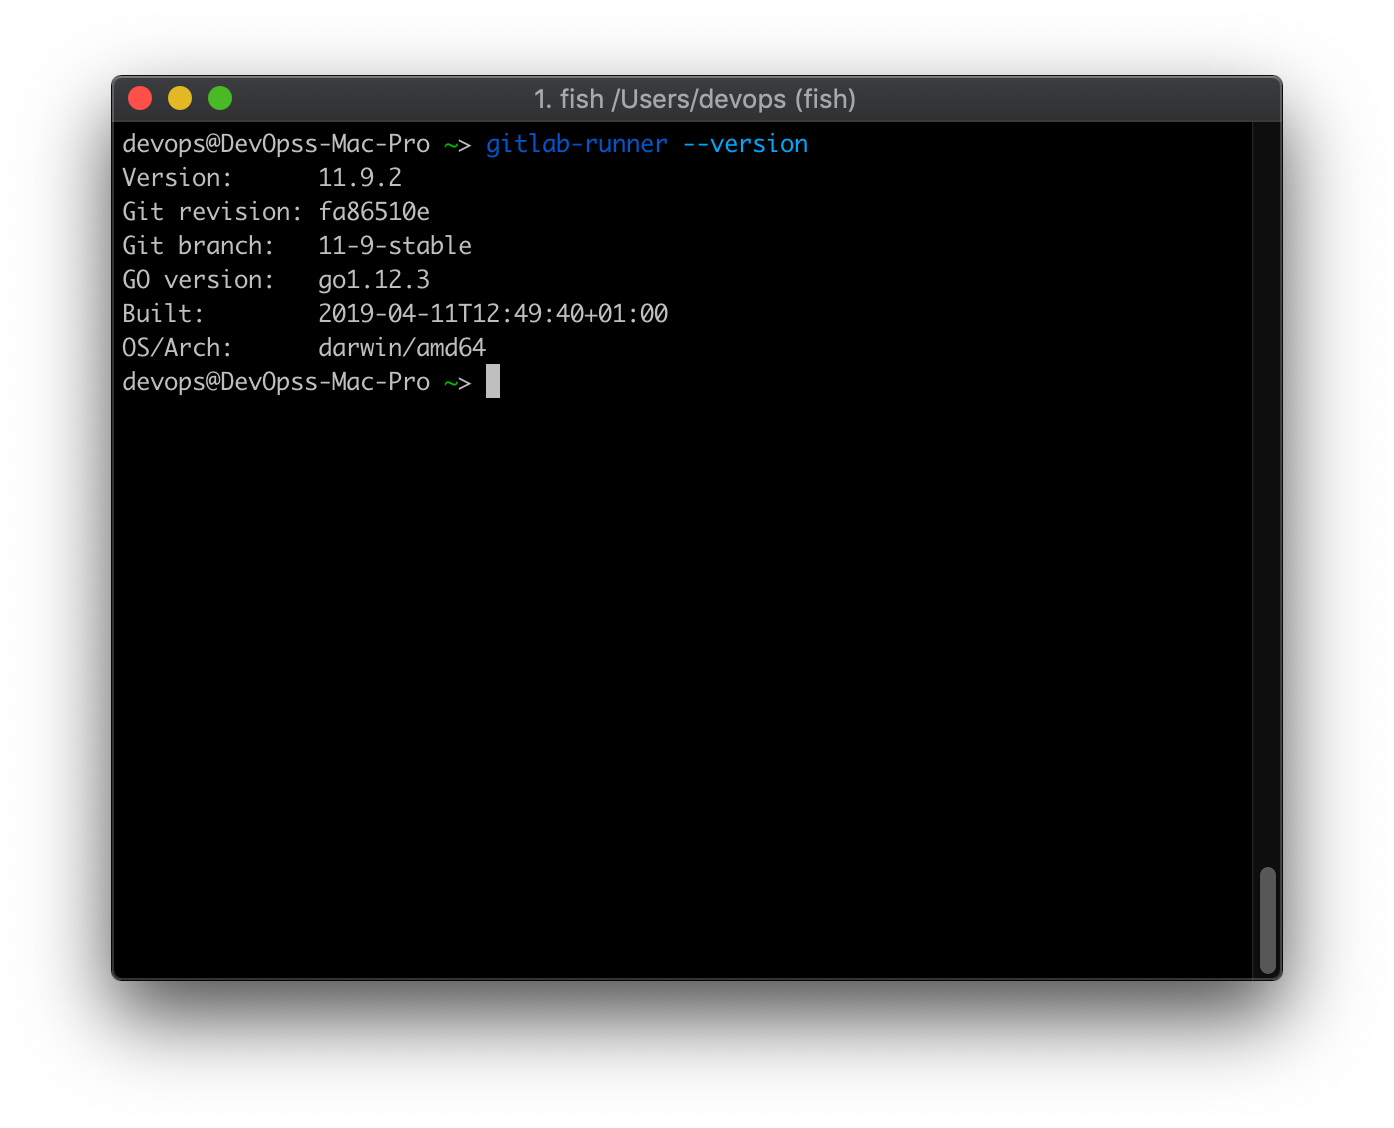 1. fish /Users/devops (fish)
devops@DevOpss-Mac-Pro ~> gitlab-runner --version
Version:      11.9.2
Git revision: fa86510e
Git branch:   11-9-stable
GO version:   go1.12.3
Built:        2019-04-11T12:49:40+01:00
OS/Arch:      darwin/amd64
devops@DevOpss-Mac-Pro ~>